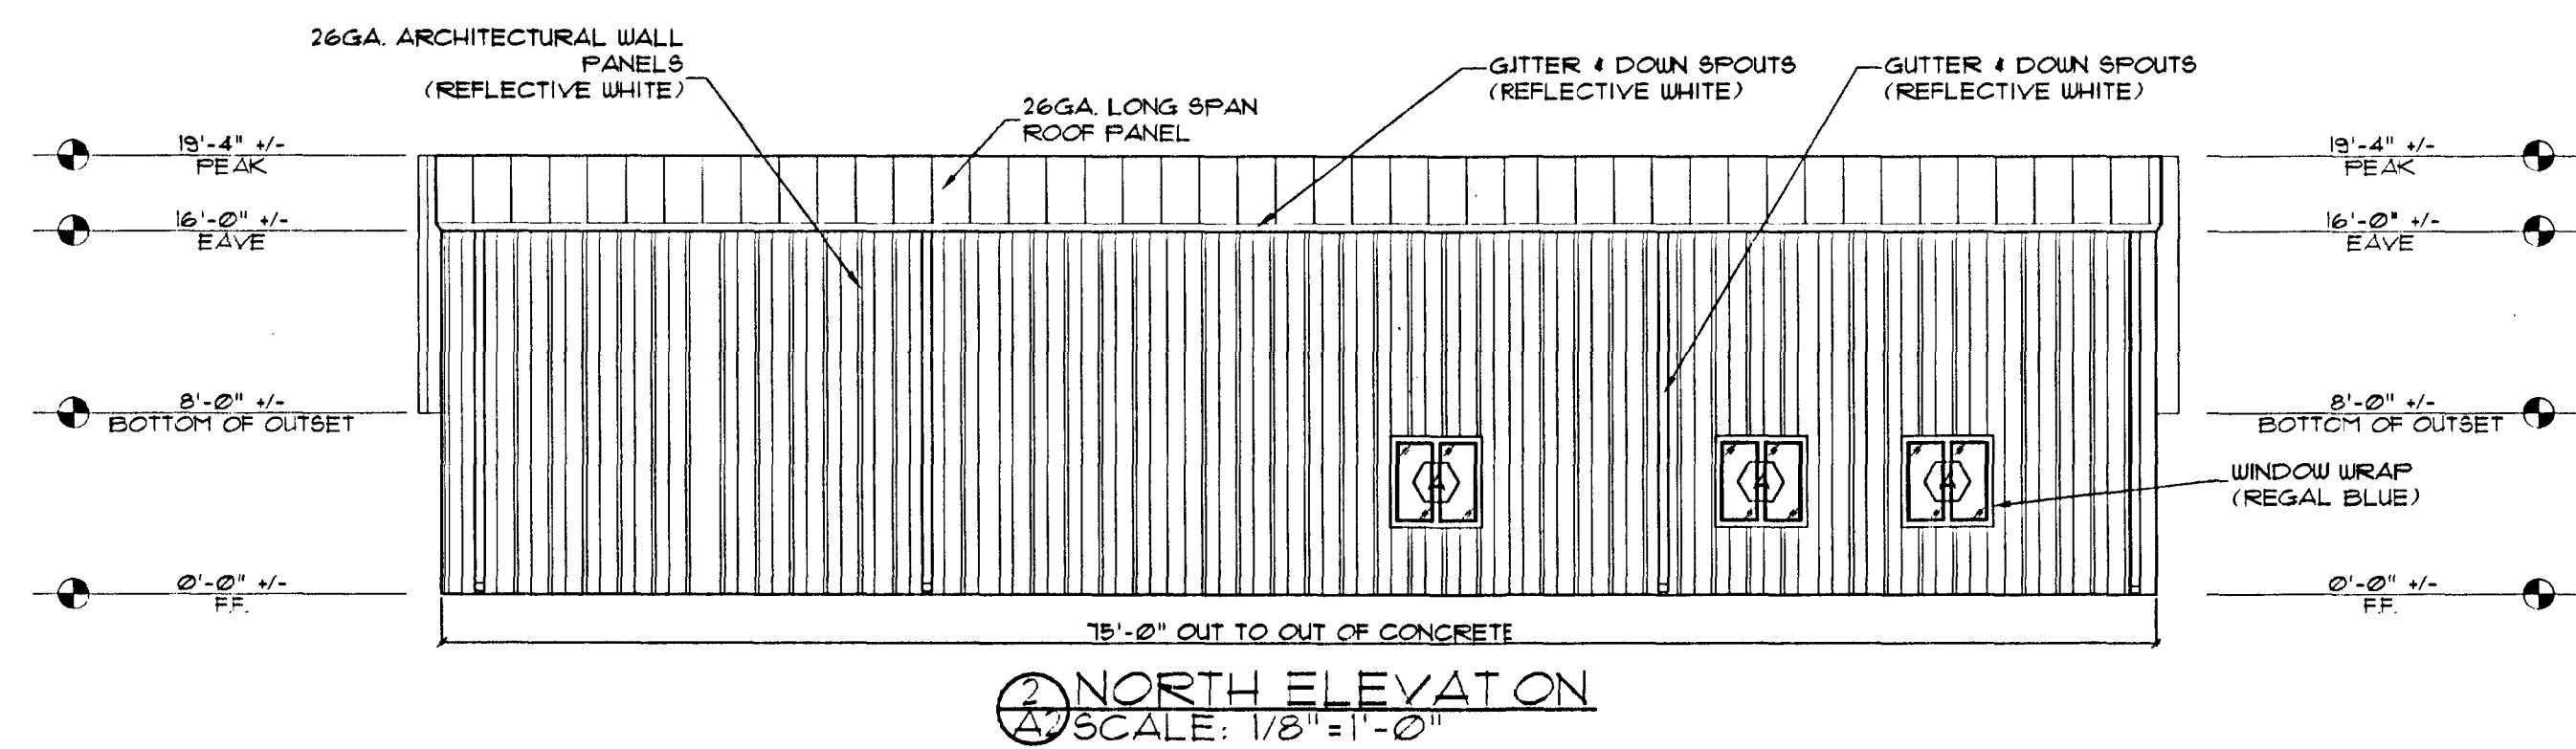 26GA. ARCHITECTURAL WALL
PANELS
(REFLECTIVE WHITE)
26GA. LONG SPAN
ROOF PANEL
GUTTER & DOWN SPOUTS
(REFLECTIVE WHITE)
GUTTER & DOWN SPOUTS
(REFLECTIVE WHITE)
19'-4" +/-
PEAK
16'-0" +/-
EAVE
8'-0" +/-
BOTTOM OF OUTSET
0'-0" +/-
F.F.
19'-4" +/-
PEAK
16'-0" +/-
EAVE
8'-0" +/-
BOTTOM OF OUTSET
0'-0" +/-
F.F.
A
A
A
WINDOW WRAP
(REGAL BLUE)
75'-0" OUT TO OUT OF CONCRETE
2
A2
NORTH ELEVATION
SCALE: 1/8"=1'-0"